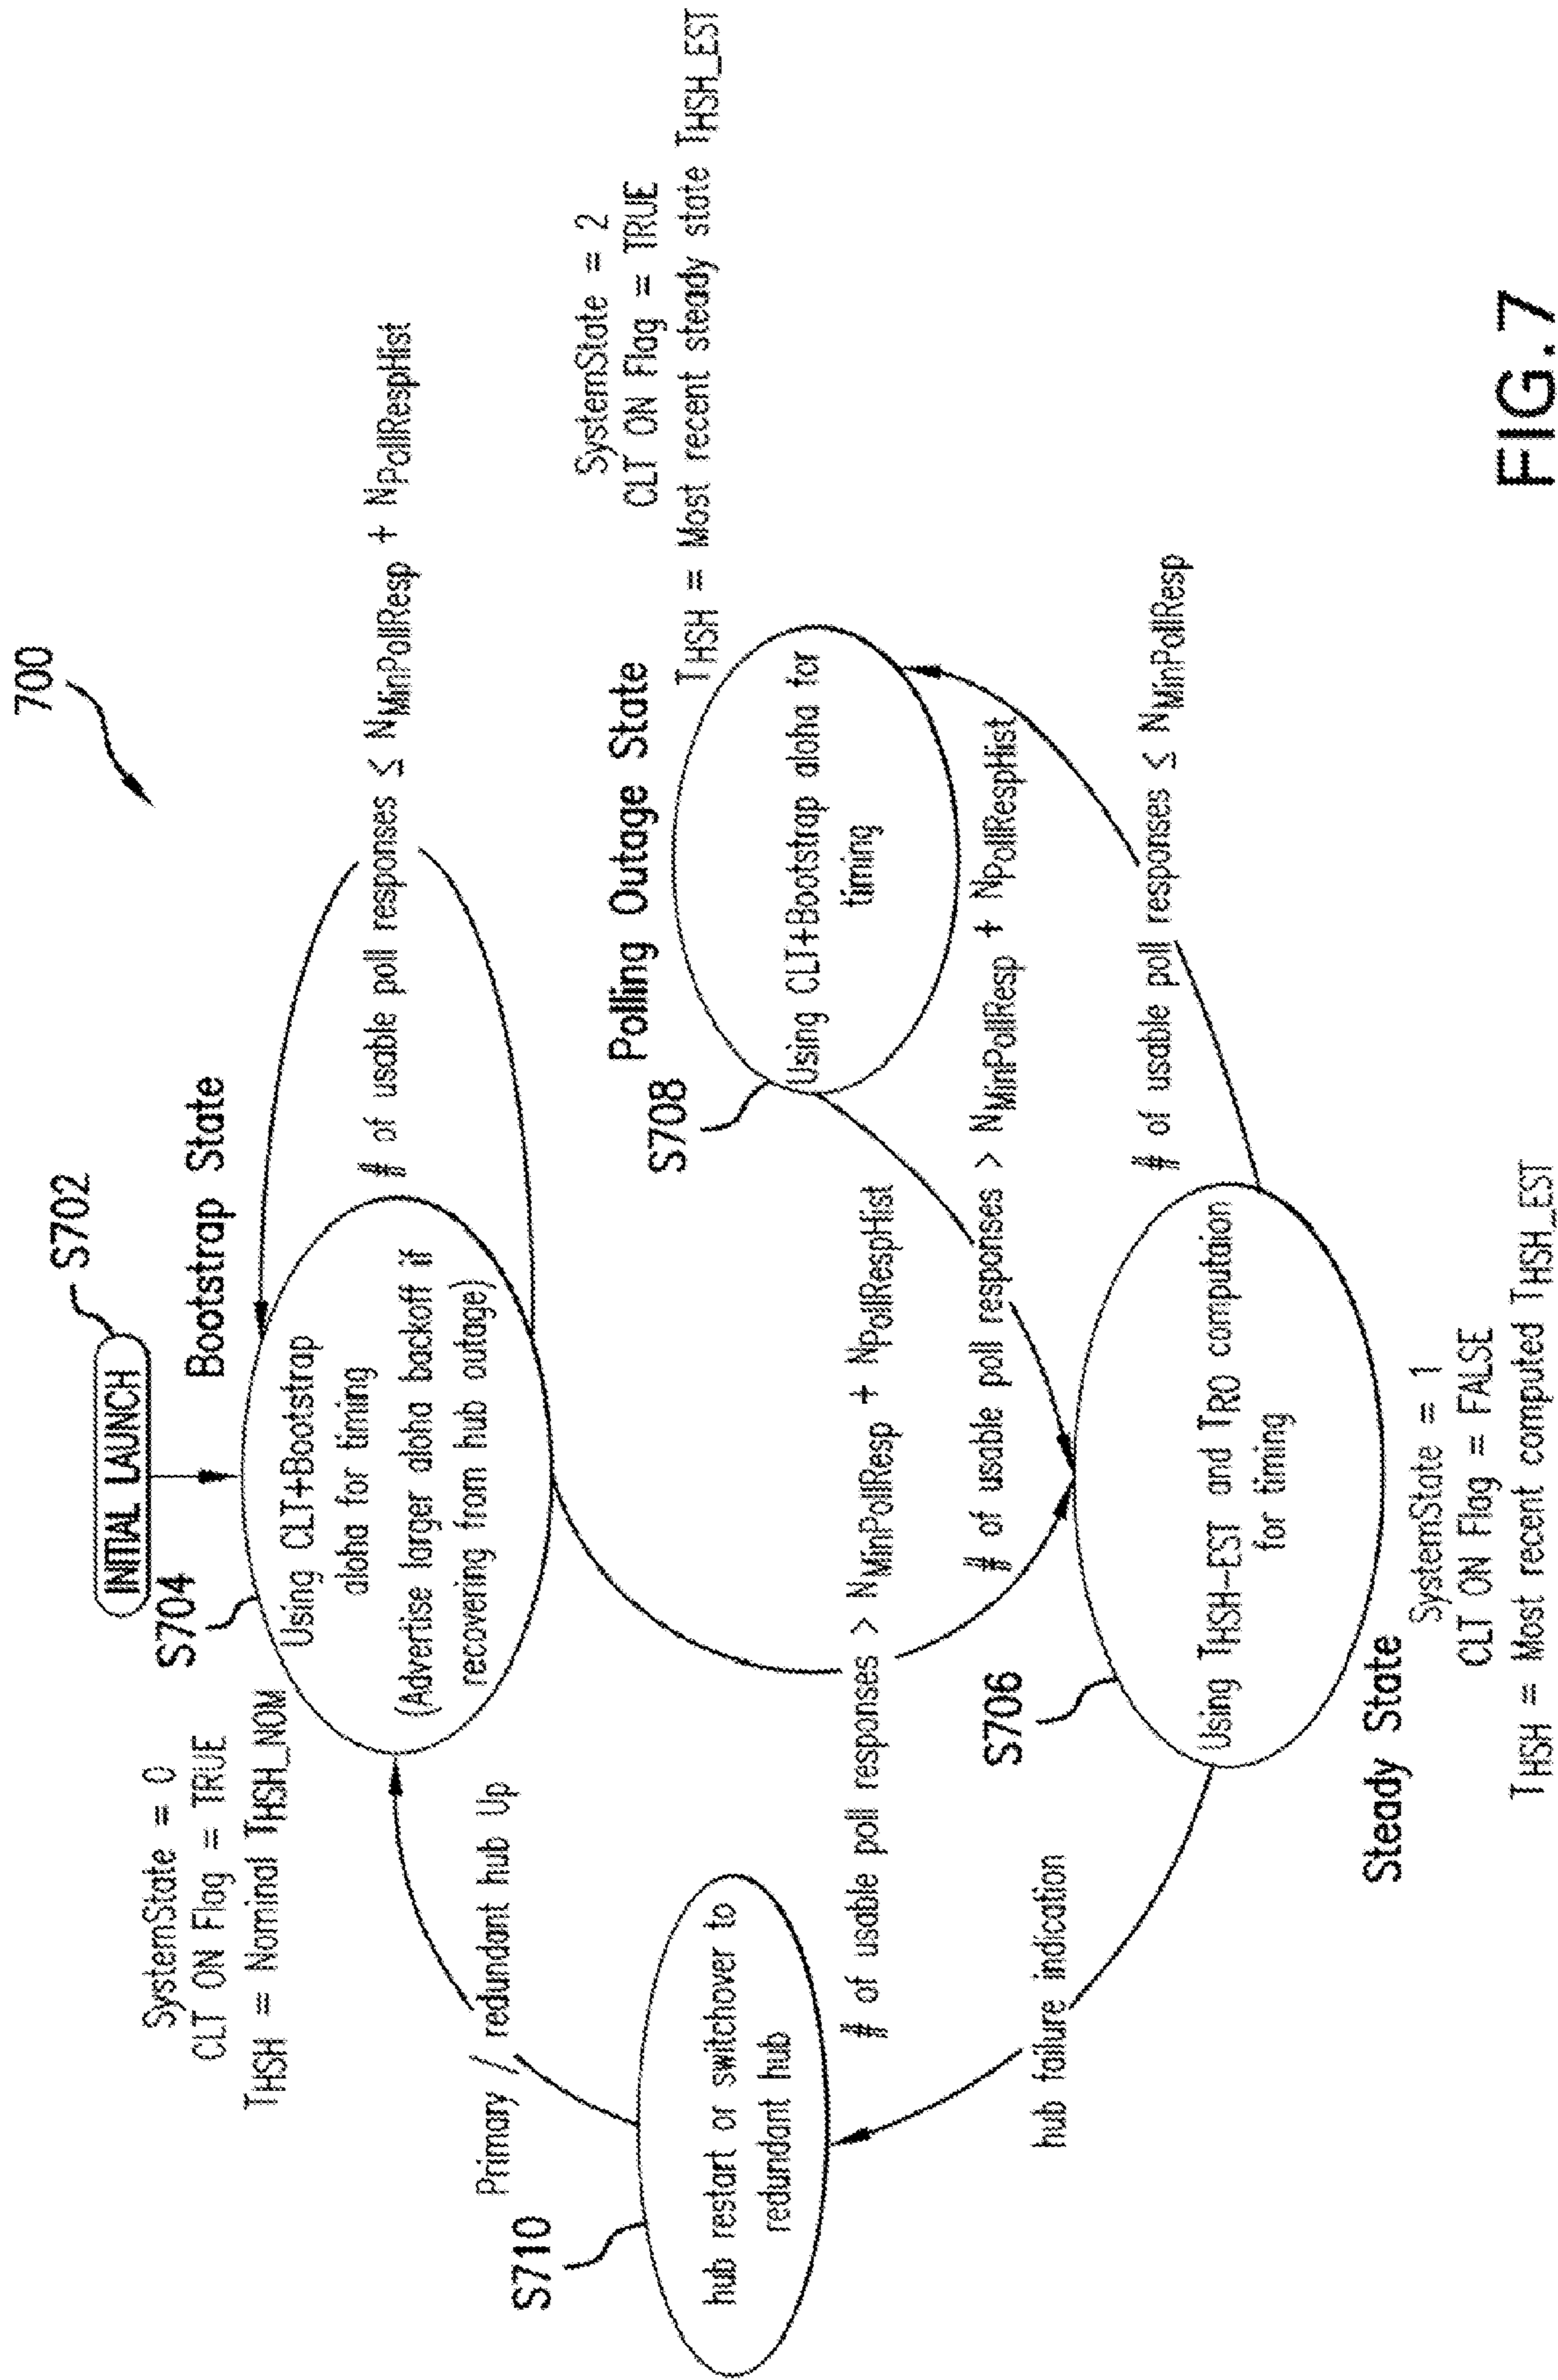 700
INITIAL LAUNCH
S702
SystemState = 0
CLT ON Flag = TRUE
THSH = Nominal THSH_NOM
S704
Bootstrap State
Using CLT+Bootstrap
aloha for timing
(Advertise larger aloha backoff if
recovering from hub outage)
# of usable poll responses ≤ NMinPollResp + NPollRespHist
Primary / redundant hub Up
S710
hub restart or switchover to
redundant hub
SystemState = 2
CLT ON Flag = TRUE
THSH = Most recent steady state THSH_EST
Polling Outage State
S708
Using CLT+Bootstrap aloha for
timing
# of usable poll responses > NMinPollResp + NPollRespHist
# of usable poll responses > NMinPollResp + NPollRespHist
hub failure indication
# of usable poll responses ≤ NMinPollResp
S706
Using THSH-EST and TRO computaion
for timing
Steady State
SystemState = 1
CLT ON Flag = FALSE
THSH = Most recent computed THSH_EST
FIG.7